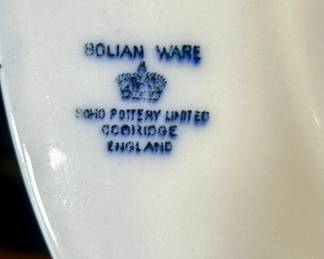 SOLIAN WARE
SOHO POTTERY LIMITED
COBRIDGE
ENGLAND